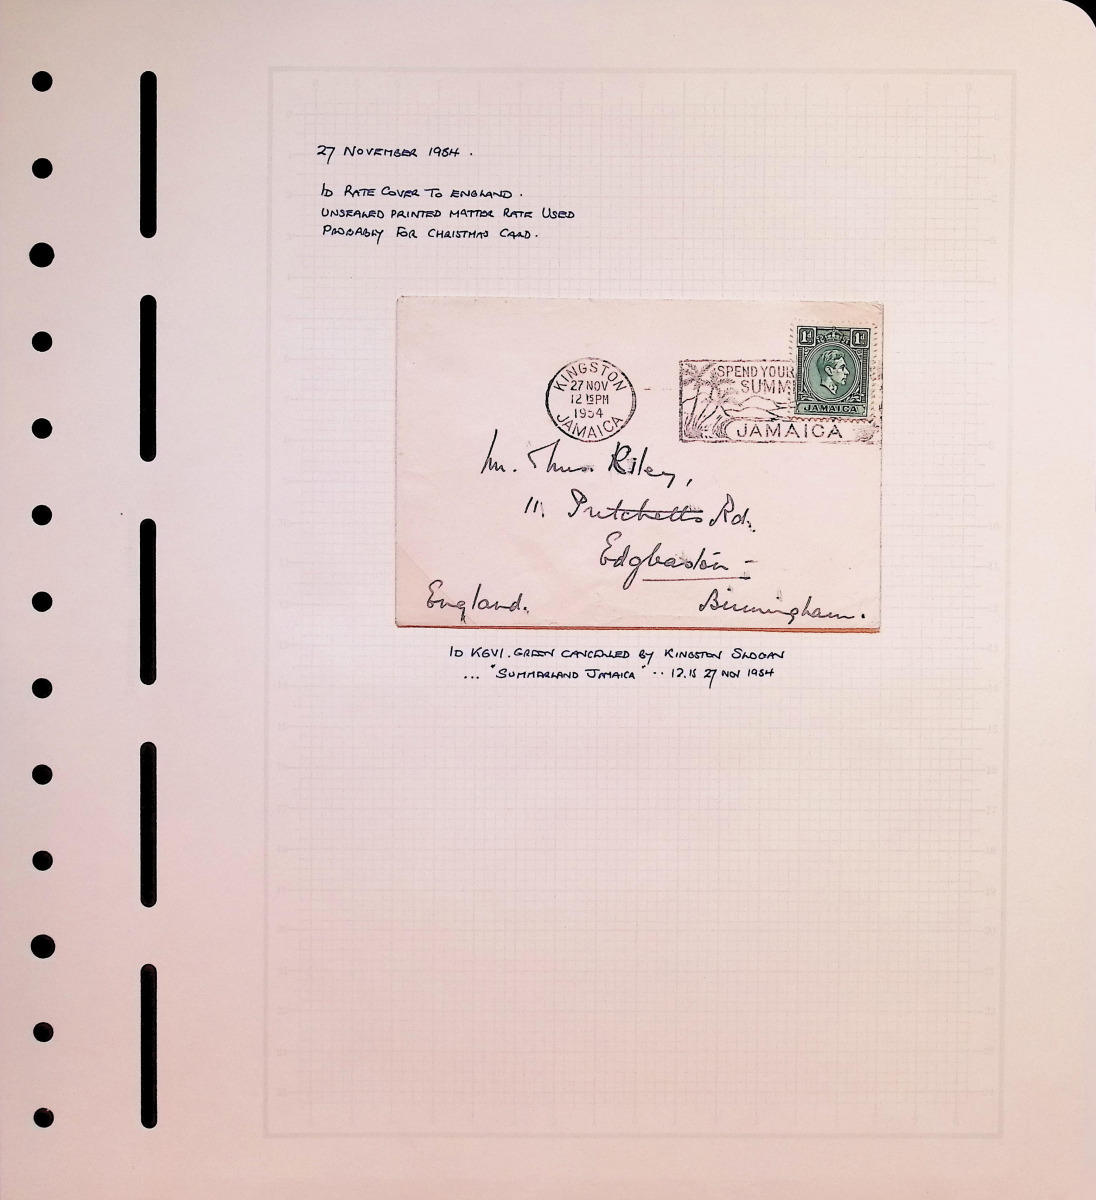 27 NOVEMBER 1954.
1D RATE COVER TO ENGLAND.
UNSEALED PRINTED MATTER RATE USED
PROBABLY FOR CHRISTMAS CARD.
KINGSTON
27 NOV
12 15 PM
1954
JAMAICA
SPEND YOUR
SUMM
JAMAICA
1D 1D
JAMAICA
Mr. Thos. Riley,
11, Pritchatts Rd.
Edgbaston -
Birmingham.
England.
1D KGVI. GREEN CANCELLED BY KINGSTON SLOGAN
... "SUMMERLAND JAMAICA" .. 12.15 27 NOV 1954